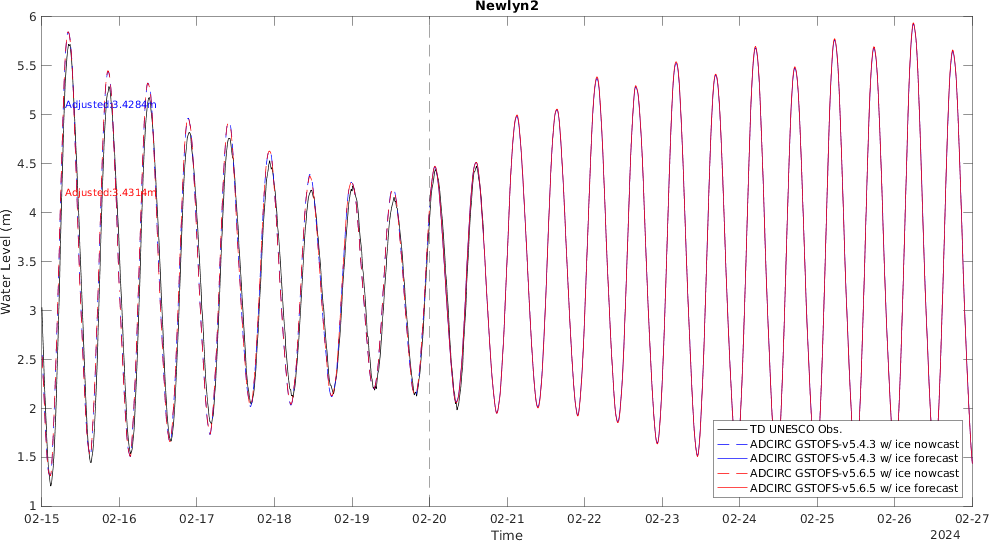 Newlyn2
6
5.5
5
4.5
4
3.5
3
2.5
2
1.5
1
Water Level (m)
Adjusted:3.4284m
Adjusted:3.4314m
TD UNESCO Obs.
ADCIRC GSTOFS-v5.4.3 w/ ice nowcast
ADCIRC GSTOFS-v5.4.3 w/ ice forecast
ADCIRC GSTOFS-v5.6.5 w/ ice nowcast
ADCIRC GSTOFS-v5.6.5 w/ ice forecast
02-15 02-16 02-17 02-18 02-19 02-20 02-21 02-22 02-23 02-24 02-25 02-26 02-27
Time
2024